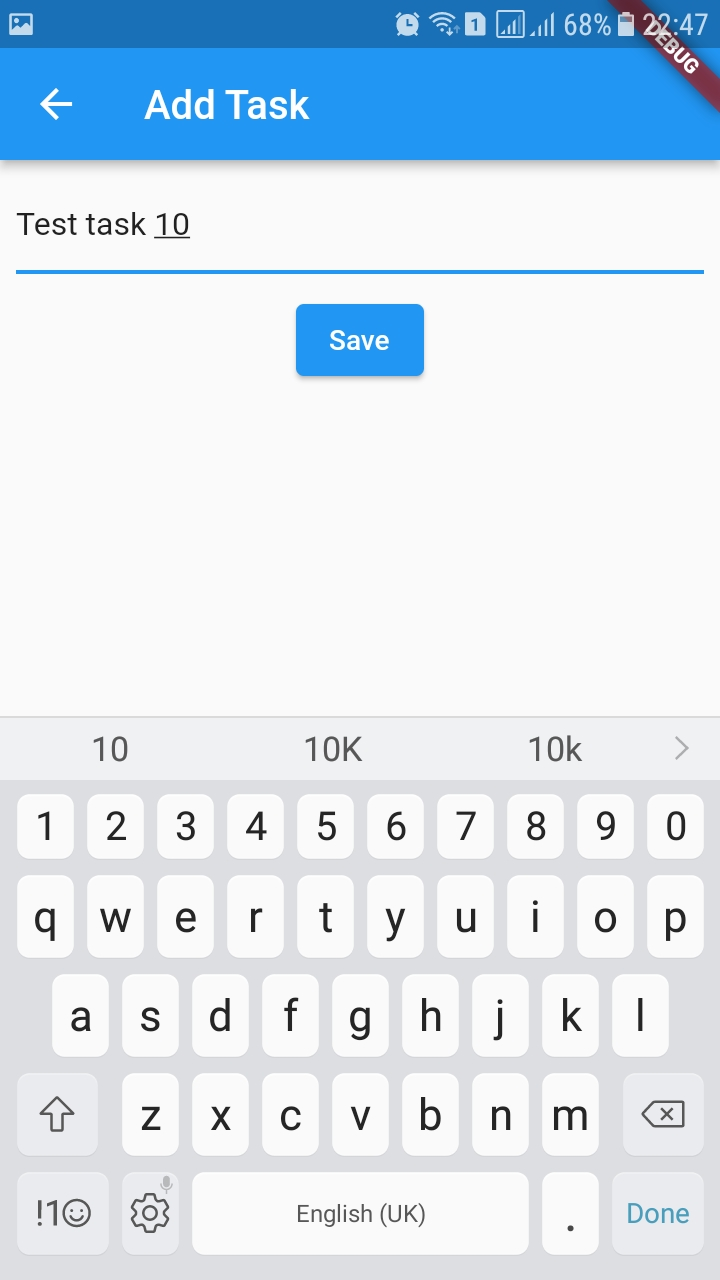 1 68% 22:47
DEBUG
Add Task
Test task 10
Save
10 10K 10k
1 2 3 4 5 6 7 8 9 0
q w e r t y u i o p
a s d f g h j k l
z x c v b n m
!1☺ English (UK) . Done